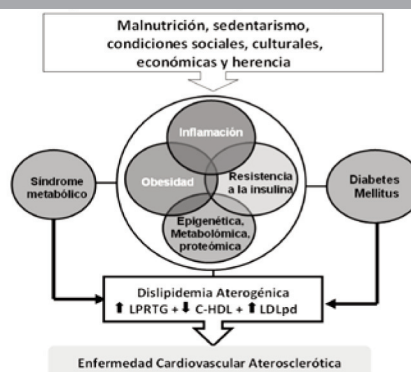 Malnutrición, sedentarismo,
condiciones sociales, culturales,
económicas y herencia
Inflamación
Obesidad
Resistencia
a la insulina
Epigenética,
Metabolómica,
proteómica
Síndrome
metabólico
Diabetes
Mellitus
Dislipidemia Aterogénica
⬆ LPRTG + ⬇ C-HDL + ⬆ LDLpd
Enfermedad Cardiovascular Aterosclerótica